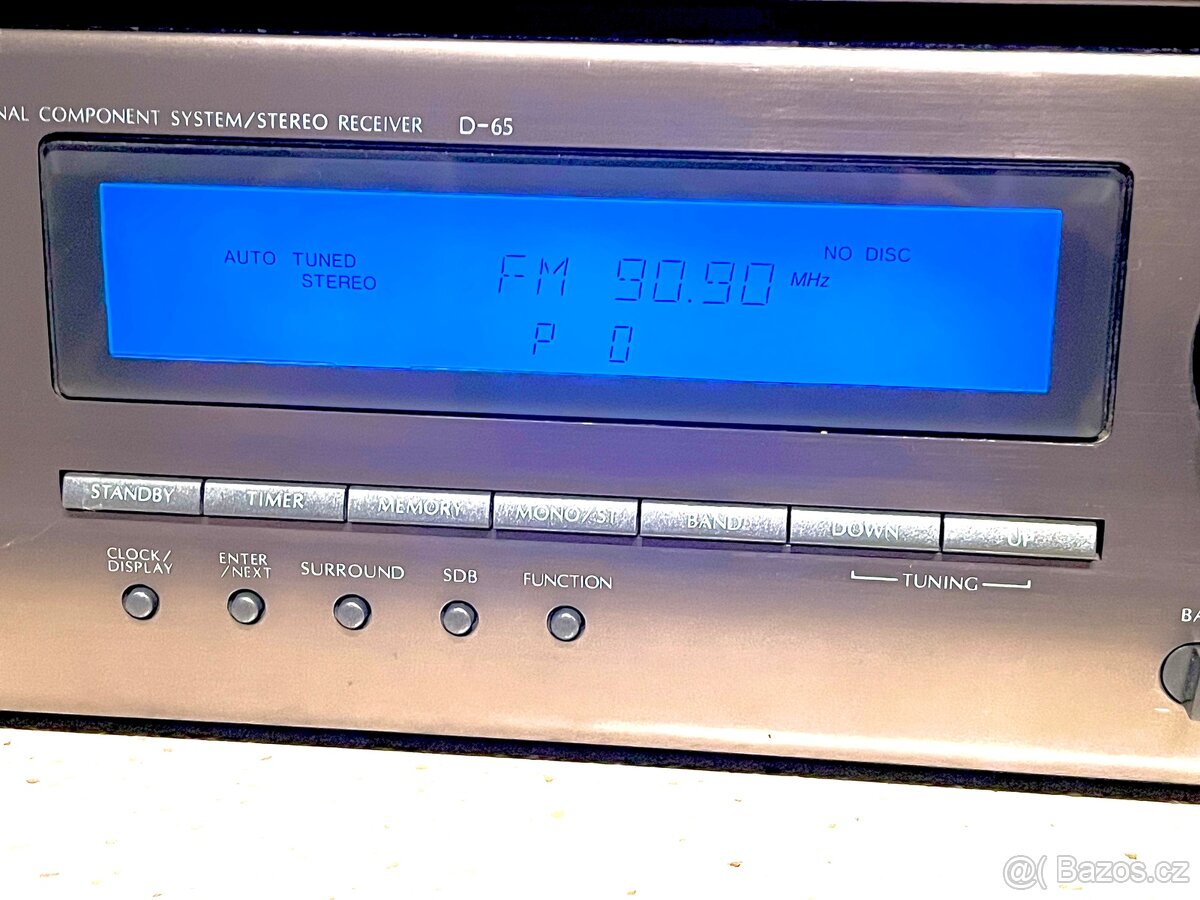 COMPONENT SYSTEM/STEREO RECEIVER D-65
AUTO TUNED FM 90.90 MHz NO DISC
STEREO
P 0
STANDBY TIMER MEMORY MONO/ST BAND DOWN UP
CLOCK/ DISPLAY ENTER /NEXT SURROUND SDB FUNCTION TUNING
@( Bazos.cz